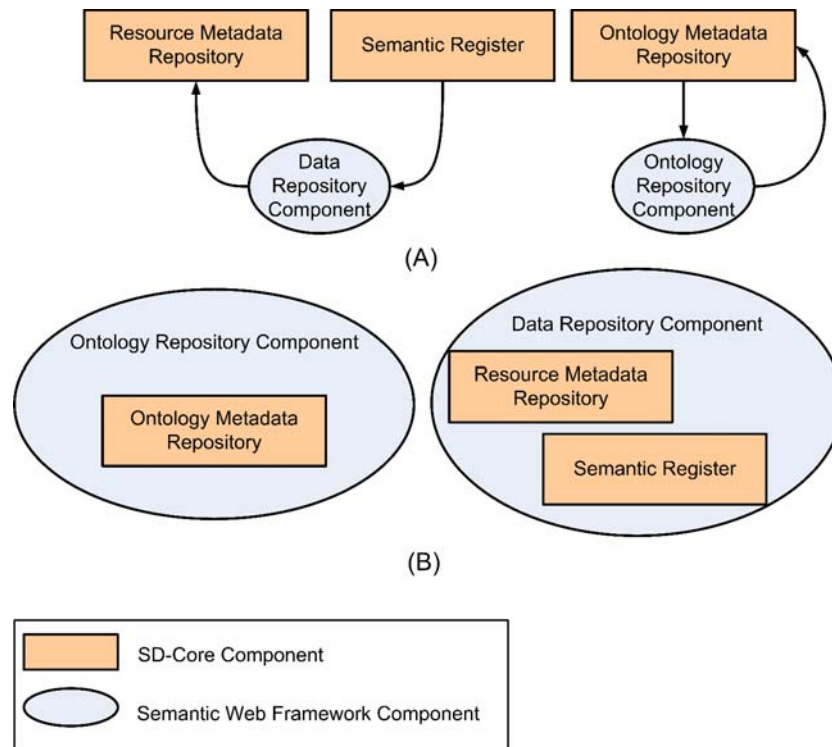 Resource Metadata
Repository
Semantic Register
Ontology Metadata
Repository
Data
Repository
Component
Ontology
Repository
Component
(A)
Ontology Repository Component
Ontology Metadata
Repository
Data Repository Component
Resource Metadata
Repository
Semantic Register
(B)
SD-Core Component
Semantic Web Framework Component